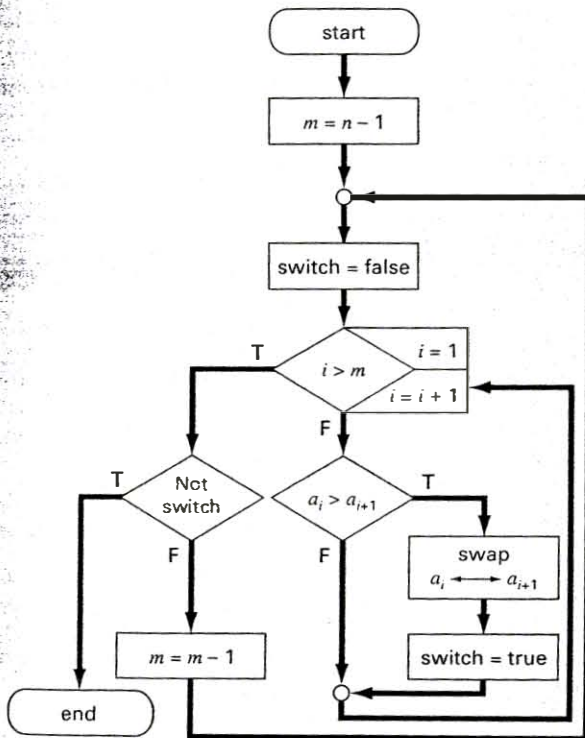 start
m = n – 1
switch = false
T
i > m
i = 1
i = i + 1
F
T
Not
switch
a_i > a_{i+1}
T
F
F
swap
a_i ⟷ a_{i+1}
m = m – 1
switch = true
end